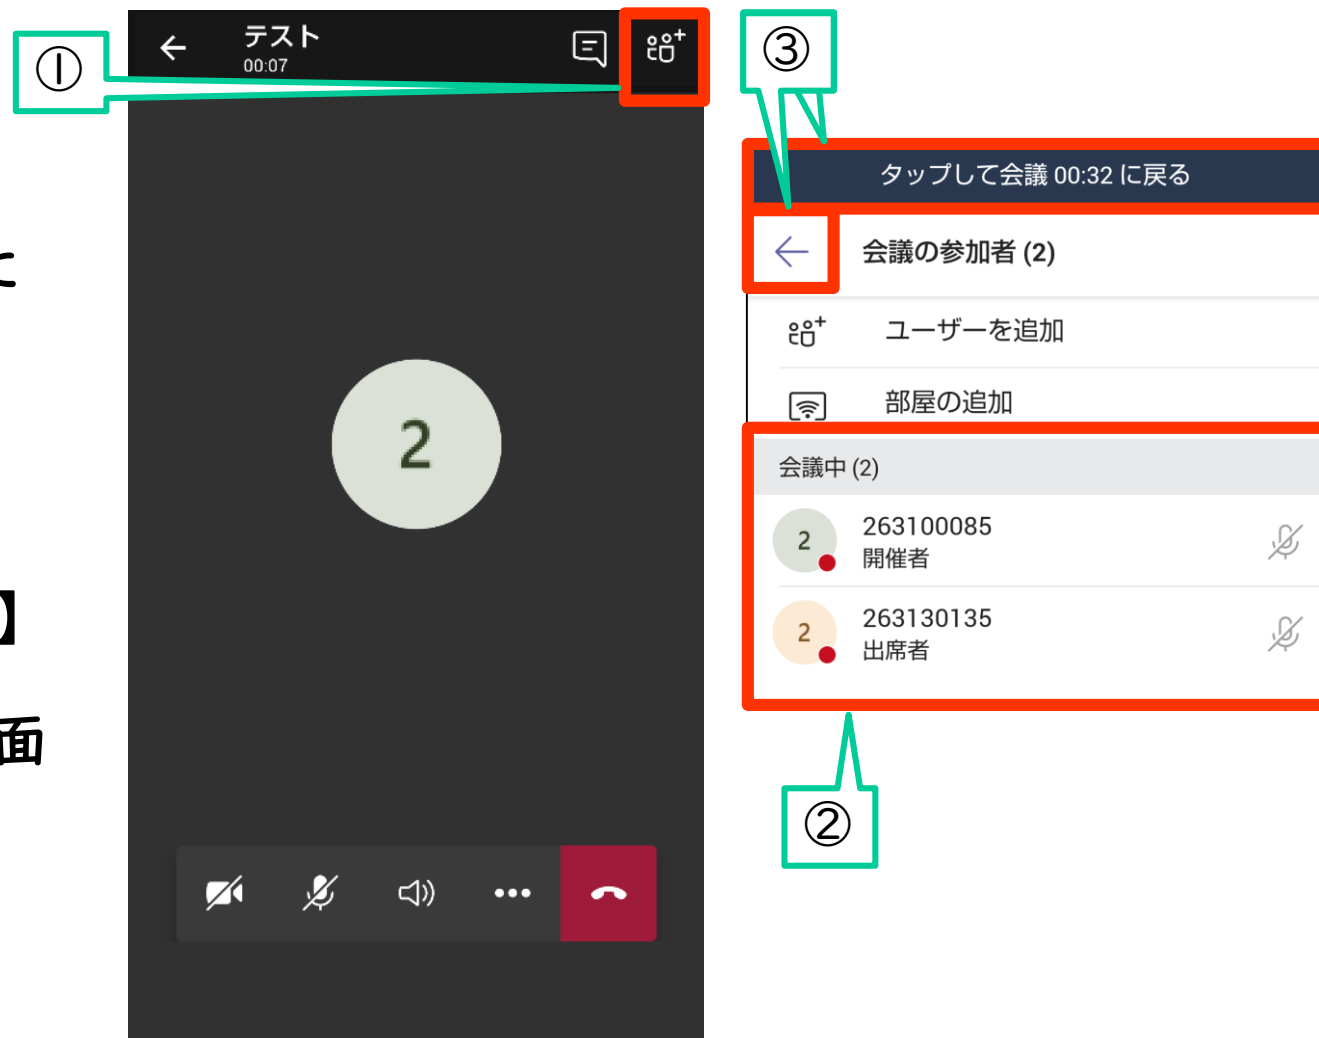 ①
テスト
00:07
2
た
】
面
③
タップして会議 00:32 に戻る
会議の参加者 (2)
ユーザーを追加
部屋の追加
会議中 (2)
2
263100085
開催者
2
263130135
出席者
②